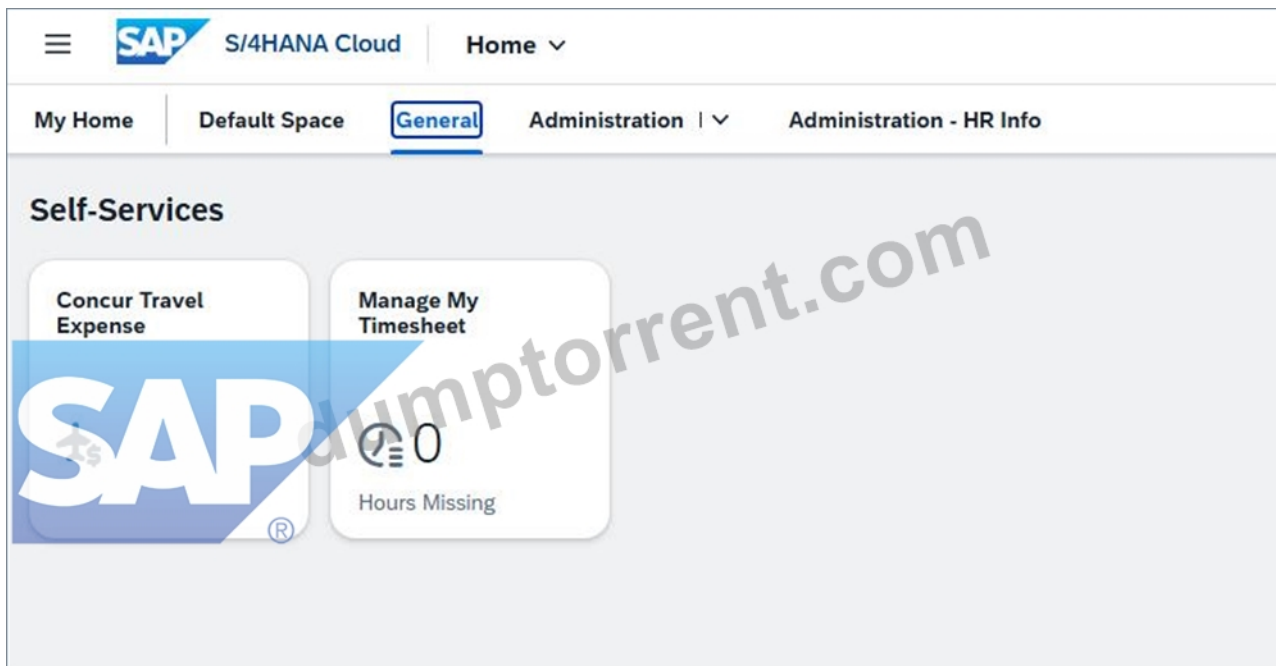 SAP S/4HANA Cloud Home
My Home Default Space General Administration Administration - HR Info
Self-Services
Concur Travel
Expense
Manage My
Timesheet
dumptorrent.com
SAP
®
0
Hours Missing